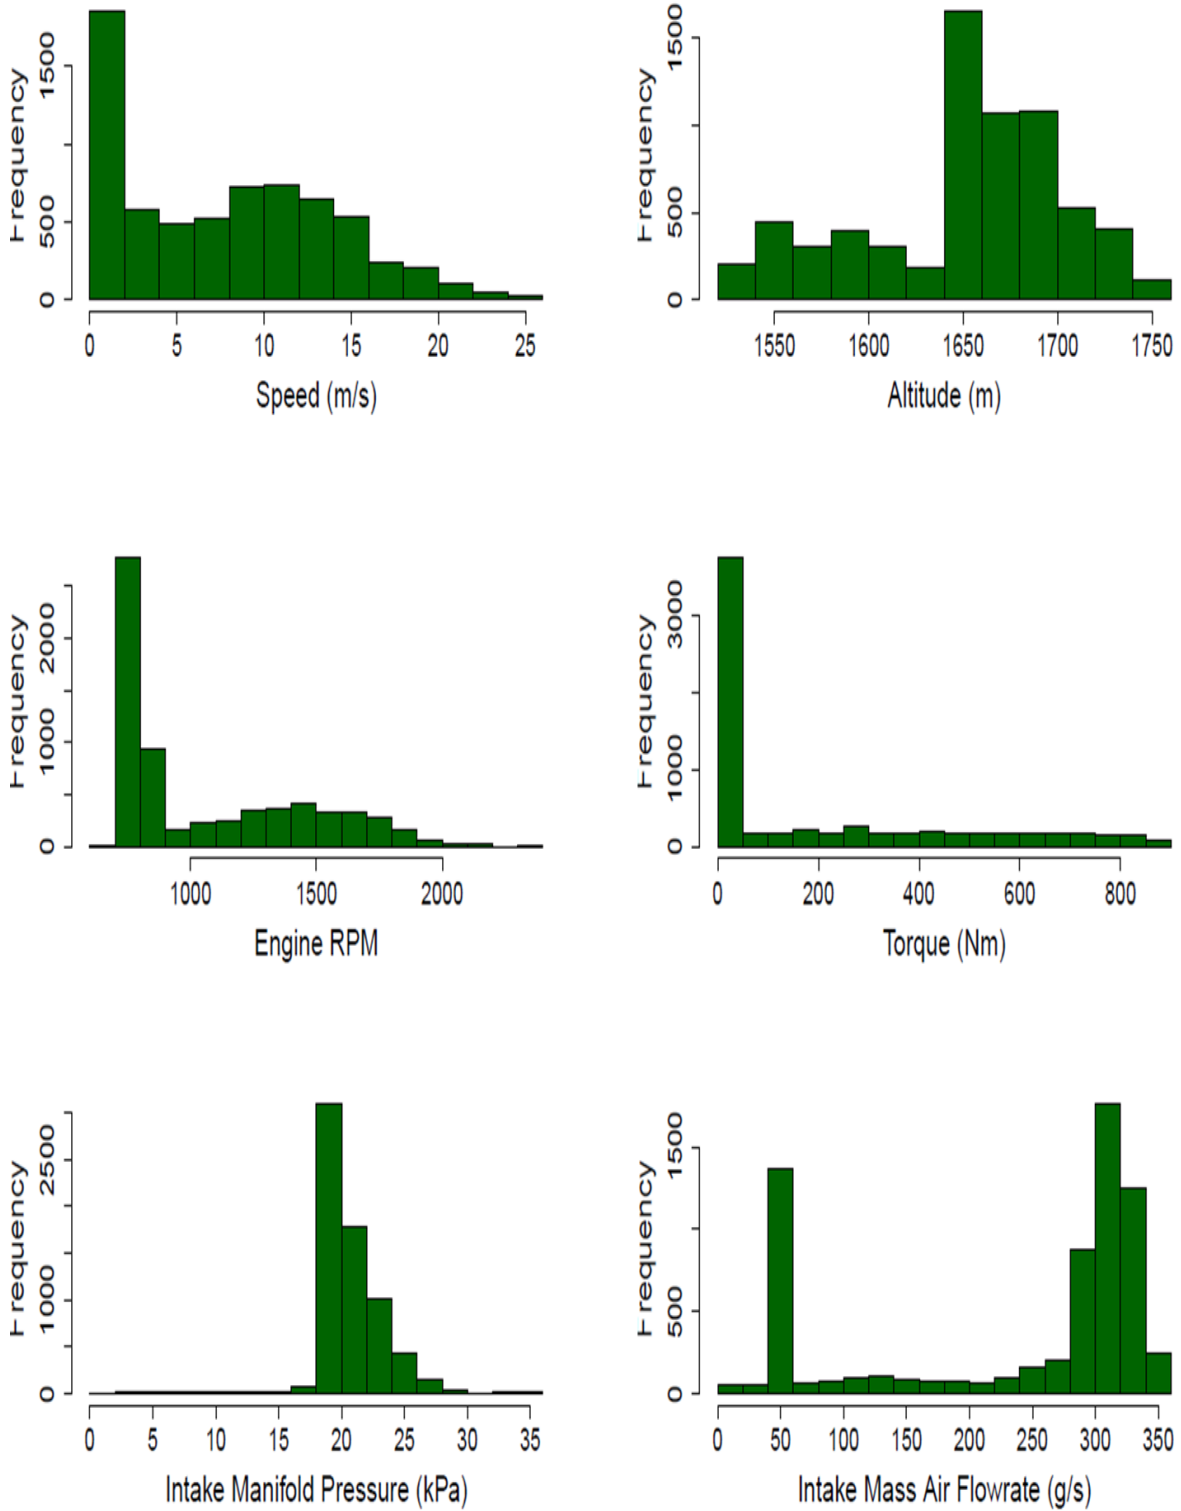 Frequency
0 500 1500
0 5 10 15 20 25
Speed (m/s)
Frequency
0 500 1500
1550 1600 1650 1700 1750
Altitude (m)
Frequency
0 1000 2000
1000 1500 2000
Engine RPM
Frequency
0 1000 3000
0 200 400 600 800
Torque (Nm)
Frequency
0 1000 2500
0 5 10 15 20 25 30 35
Intake Manifold Pressure (kPa)
Frequency
0 500 1500
0 50 100 150 200 250 300 350
Intake Mass Air Flowrate (g/s)